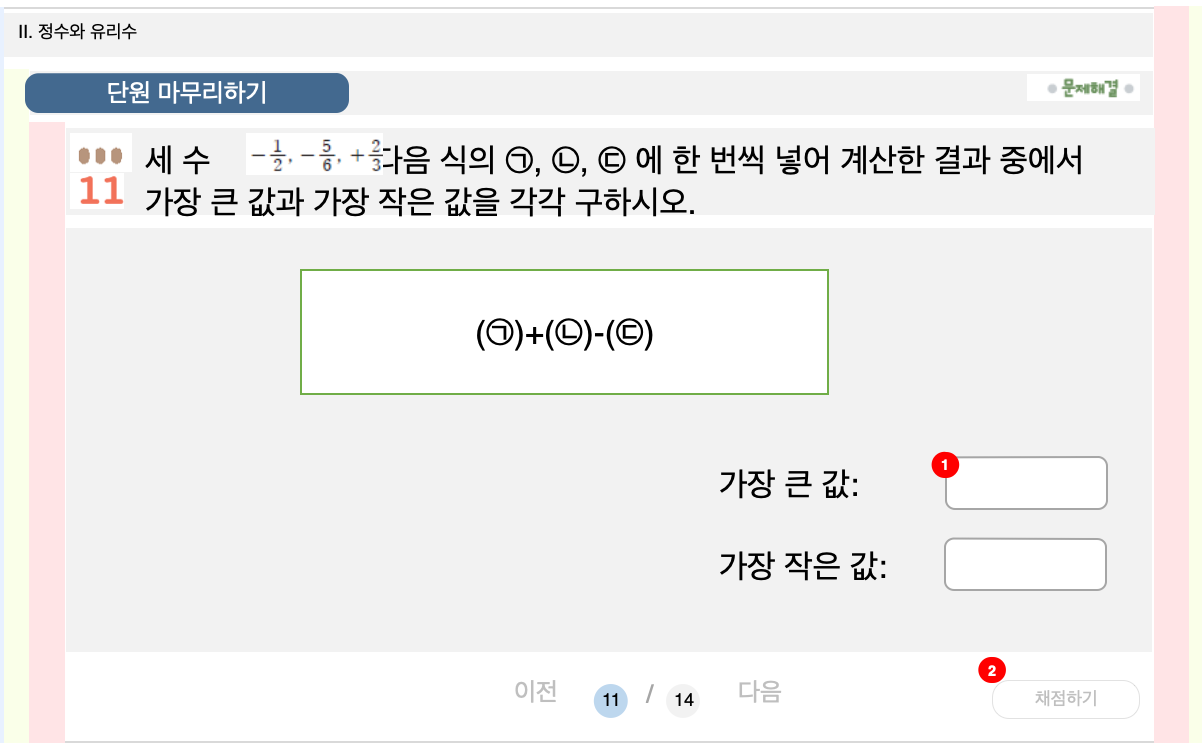 II. 정수와 유리수
단원 마무리하기
문제해결
11 세 수 -1/2, -5/6, +2/3 다음 식의 ㉠, ㉡, ㉢ 에 한 번씩 넣어 계산한 결과 중에서
가장 큰 값과 가장 작은 값을 각각 구하시오.
(㉠)+(㉡)-(㉢)
1
가장 큰 값:
가장 작은 값:
2
이전 11 / 14 다음 채점하기